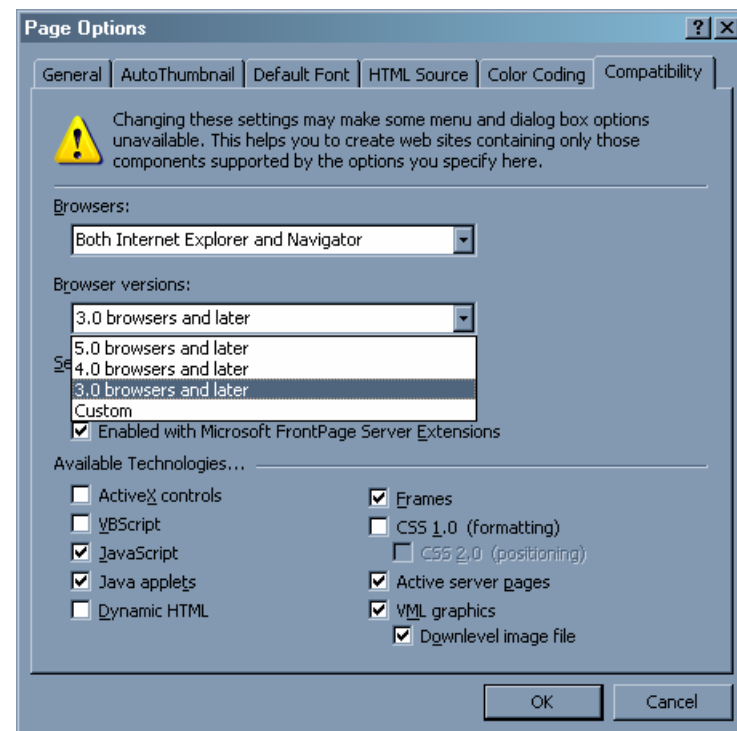 Page Options
General AutoThumbnail Default Font HTML Source Color Coding Compatibility
Changing these settings may make some menu and dialog box options
unavailable. This helps you to create web sites containing only those
components supported by the options you specify here.
Browsers:
Both Internet Explorer and Navigator
Browser versions:
3.0 browsers and later
5.0 browsers and later
4.0 browsers and later
3.0 browsers and later
Custom
Enabled with Microsoft FrontPage Server Extensions
Available Technologies...
ActiveX controls
VBScript
JavaScript
Java applets
Dynamic HTML
Frames
CSS 1.0 (formatting)
CSS 2.0 (positioning)
Active server pages
VML graphics
Downlevel image file
OK Cancel